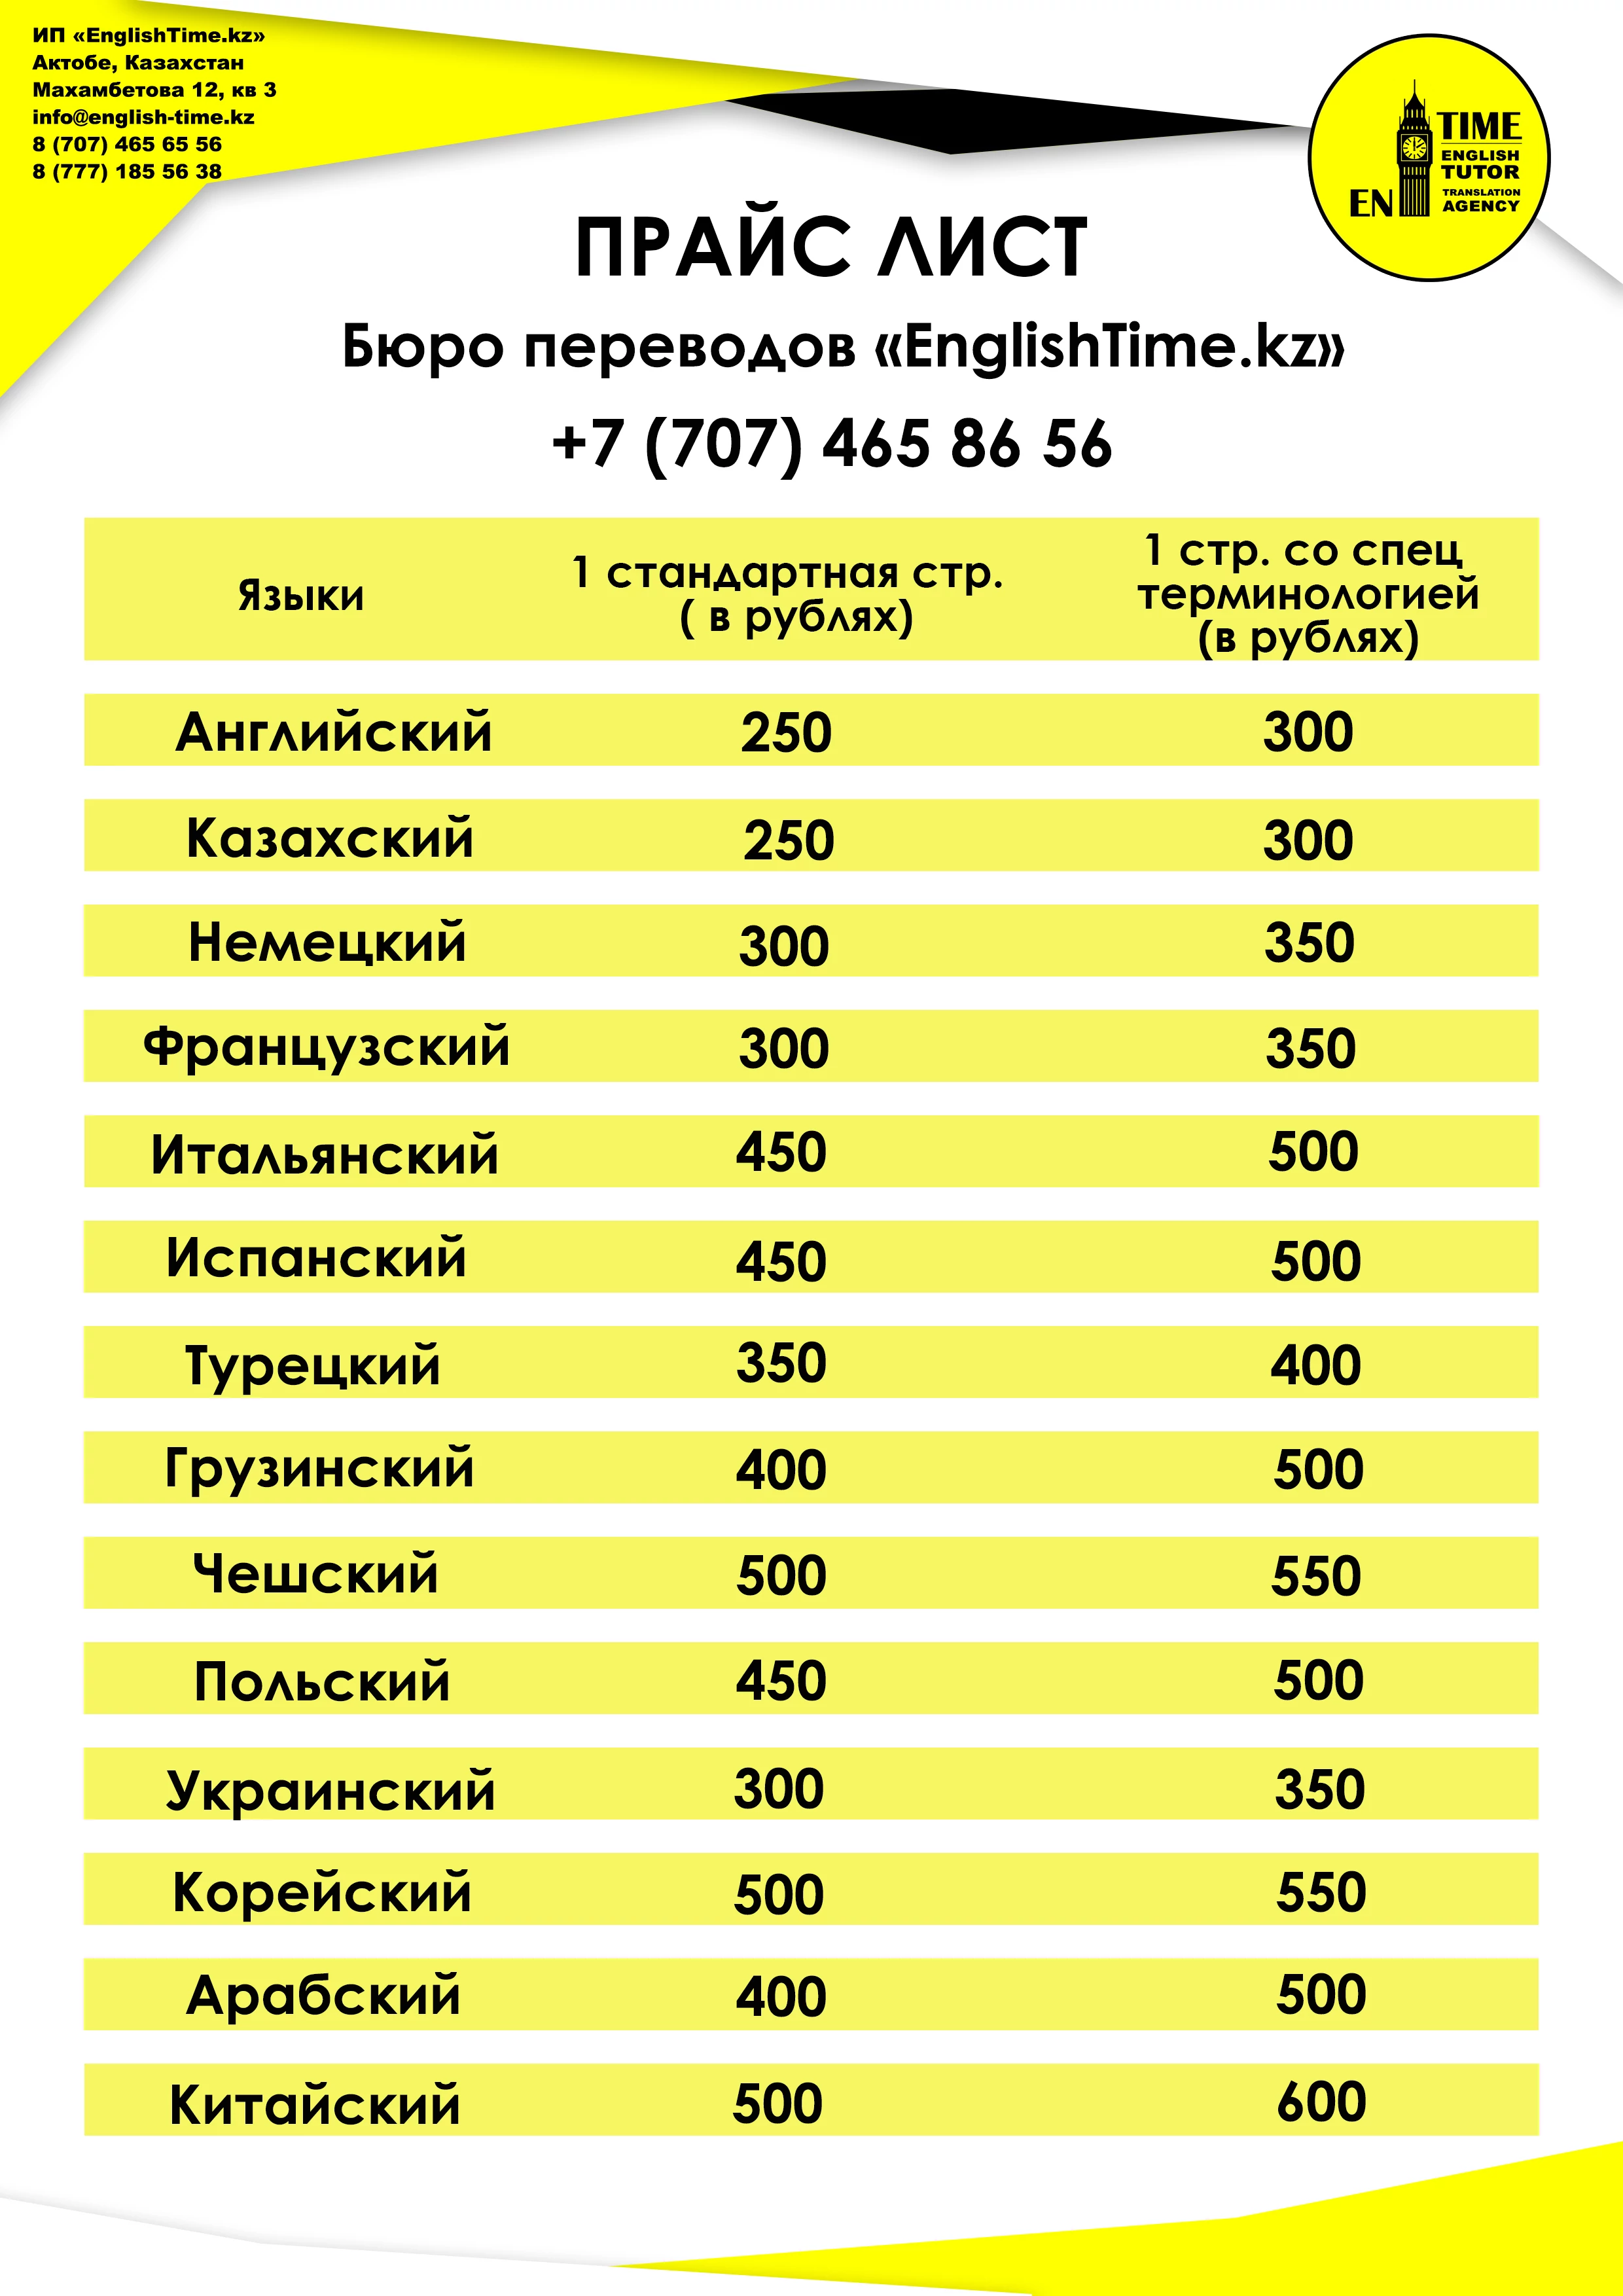 ИП «EnglishTime.kz»
Актобе, Казахстан
Махамбетова 12, кв 3
info@english-time.kz
8 (707) 465 65 56
8 (777) 185 56 38
TIME
ENGLISH
TUTOR
TRANSLATION
AGENCY
EN
ПРАЙС ЛИСТ
Бюро переводов «EnglishTime.kz»
+7 (707) 465 86 56
Языки
1 стандартная стр.
( в рублях)
1 стр. со спец
терминологией
(в рублях)
Английский 250 300
Казахский 250 300
Немецкий 300 350
Французский 300 350
Итальянский 450 500
Испанский 450 500
Турецкий 350 400
Грузинский 400 500
Чешский 500 550
Польский 450 500
Украинский 300 350
Корейский 500 550
Арабский 400 500
Китайский 500 600